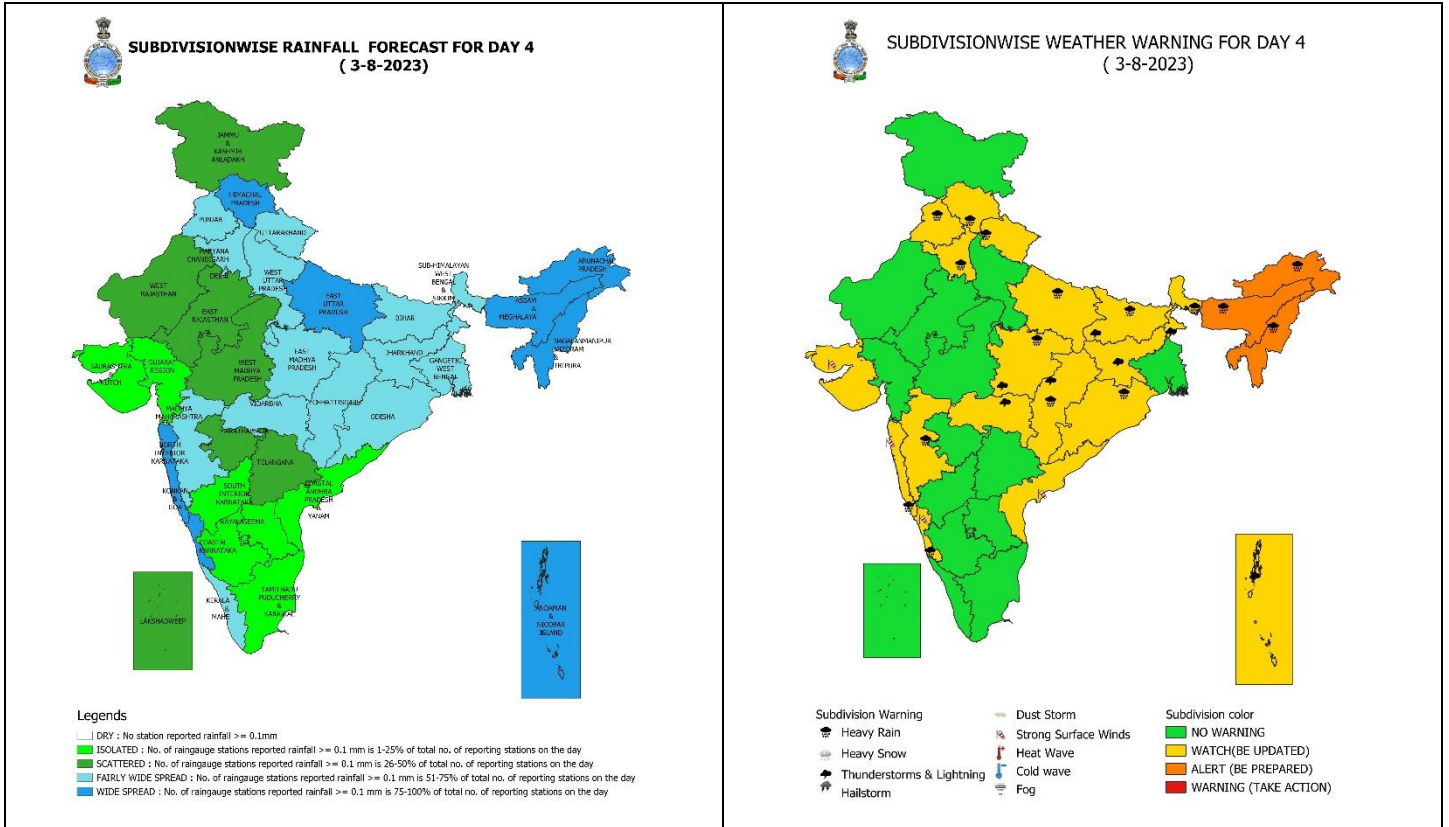 SUBDIVISIONWISE RAINFALL FORECAST FOR DAY 4
( 3-8-2023)
JAMMU
&
KASHMIR
ANLADAKH
HIMACHAL
PRADESH
PUNJAB
UTTARAKHAND
HARYANA
CHANDIGARH
&
DELHI
WEST
UTTAR
PRADESH
SUB-HIMALAYAN
WEST
BENGAL
&
SIKKIM
ARUNACHAL
PRADESH
WEST
RAJASTHAN
EAST
UTTAR
PRADESH
ASSAM
&
MEGHALAYA
EAST
RAJASTHAN
BIHAR
NAGALANMANIPUR
MIZORAM
&
TRIPURA
SAURASHTRA
&
KUTCH
GUJARAT
REGION
WEST
MADHYA
PRADESH
EAST
MADHYA
PRADESH
JHARKHAND
GANGETIC
WEST
BENGAL
MADHYA
MAHARASHTRA
VIDARBHA
CHHATTISGARH
ODISHA
MARATHAWADA
NORTH
INTERIOR
KARNATAKA
TELANGANA
KONKAN
&
GOA
SOUTH
INTERIOR
KARNATAKA
COASTAL
ANDHRA
PRADESH
&
YANAM
RAYALASEEMA
COASTAL
KARNATAKA
KERALA
&
MAHE
TAMILNADU
PUDUCHERRY
&
KARAIKAL
LAKSHADWEEP
ANDAMAN
&
NICOBAR
ISLAND
Legends
DRY : No station reported rainfall >= 0.1mm
ISOLATED : No. of raingauge stations reported rainfall >= 0.1 mm is 1-25% of total no. of reporting stations on the day
SCATTERED : No. of raingauge stations reported rainfall >= 0.1 mm is 26-50% of total no. of reporting stations on the day
FAIRLY WIDE SPREAD : No. of raingauge stations reported rainfall >= 0.1 mm is 51-75% of total no. of reporting stations on the day
WIDE SPREAD : No. of raingauge stations reported rainfall >= 0.1 mm is 75-100% of total no. of reporting stations on the day
SUBDIVISIONWISE WEATHER WARNING FOR DAY 4
( 3-8-2023)
Subdivision Warning
Heavy Rain
Heavy Snow
Thunderstorms & Lightning
Hailstorm
Dust Storm
Strong Surface Winds
Heat Wave
Cold wave
Fog
Subdivision color
NO WARNING
WATCH(BE UPDATED)
ALERT (BE PREPARED)
WARNING (TAKE ACTION)